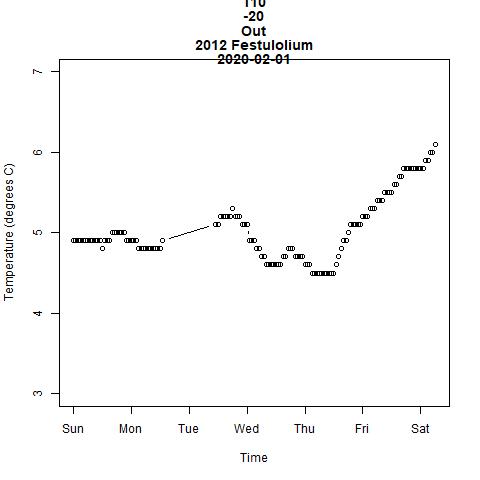 110
-20
Out
2012 Festulolium
2020-02-01
7
6
5
4
3
Temperature (degrees C)
Sun Mon Tue Wed Thu Fri Sat
Time